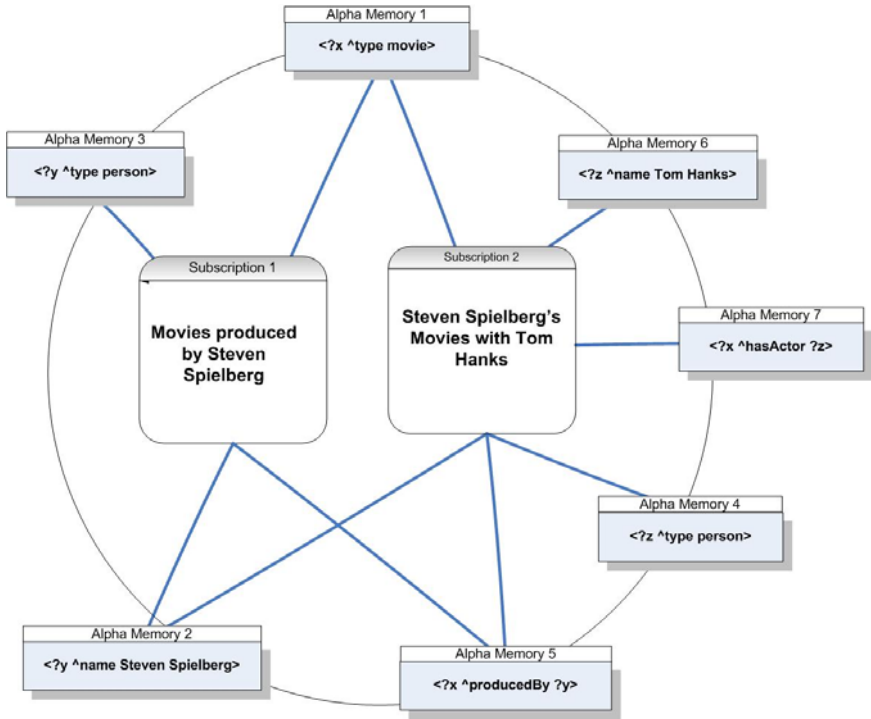 Alpha Memory 1
<?x ^type movie>
Alpha Memory 3
<?y ^type person>
Alpha Memory 6
<?z ^name Tom Hanks>
Subscription 1
Movies produced
by Steven
Spielberg
Subscription 2
Steven Spielberg's
Movies with Tom
Hanks
Alpha Memory 7
<?x ^hasActor ?z>
Alpha Memory 4
<?z ^type person>
Alpha Memory 2
<?y ^name Steven Spielberg>
Alpha Memory 5
<?x ^producedBy ?y>